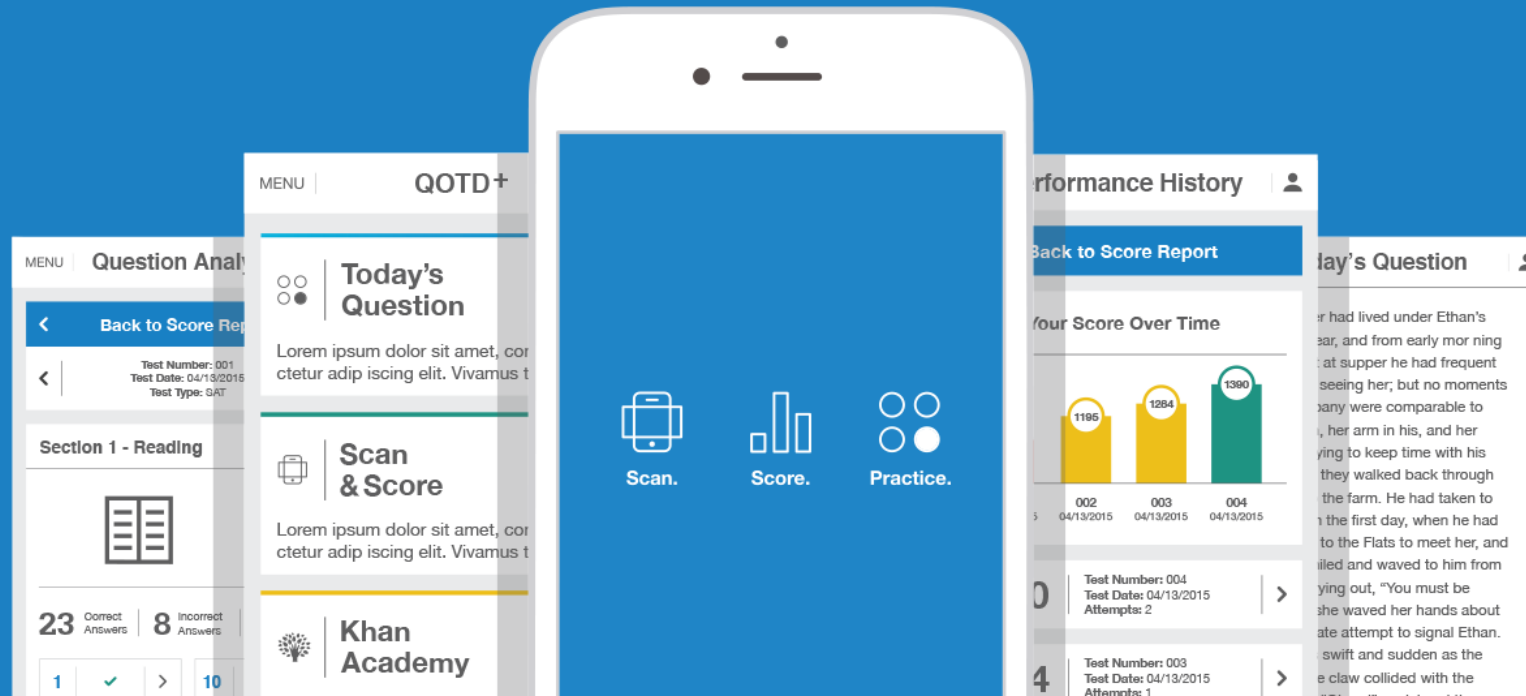 MENU
Question Analy
Back to Score Rep
Test Number: 001
Test Date: 04/13/2015
Test Type: SAT
Section 1 - Reading
23 Correct Answers
8 Incorrect Answers
1
10
MENU
QOTD+
Today's
Question
Lorem ipsum dolor sit amet, cor
ctetur adip iscing elit. Vivamus t
Scan
& Score
Lorem ipsum dolor sit amet, cor
ctetur adip iscing elit. Vivamus t
Khan
Academy
Scan.
Score.
Practice.
rformance History
Back to Score Report
Your Score Over Time
1195
1284
1390
002
04/13/2015
003
04/13/2015
004
04/13/2015
0
Test Number: 004
Test Date: 04/13/2015
Attempts: 2
4
Test Number: 003
Test Date: 04/13/2015
Attempts: 1
day's Question
er had lived under Ethan's
ear, and from early mor ning
at supper he had frequent
seeing her; but no moments
pany were comparable to
, her arm in his, and her
ying to keep time with his
they walked back through
the farm. He had taken to
the first day, when he had
to the Flats to meet her, and
iled and waved to him from
ying out, "You must be
she waved her hands about
ate attempt to signal Ethan.
swift and sudden as the
claw collided with the